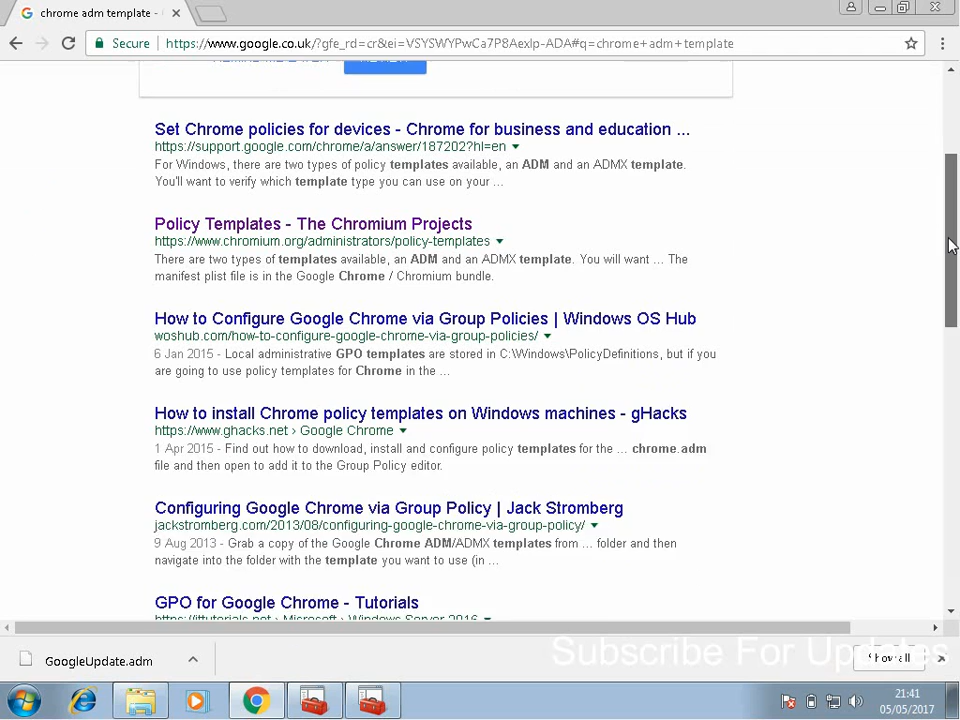 chrome adm template -
Secure
https://www.google.co.uk/?gfe_rd=cr&ei=VSYSWYPwCa7P8Aexlp-ADA#q=chrome+adm+template
Set Chrome policies for devices - Chrome for business and education ...
https://support.google.com/chrome/a/answer/187202?hl=en
For Windows, there are two types of policy templates available, an ADM and an ADMX template.
You'll want to verify which template type you can use on your ...
Policy Templates - The Chromium Projects
https://www.chromium.org/administrators/policy-templates
There are two types of templates available, an ADM and an ADMX template. You will want ... The
manifest plist file is in the Google Chrome / Chromium bundle.
How to Configure Google Chrome via Group Policies | Windows OS Hub
woshub.com/how-to-configure-google-chrome-via-group-policies/
6 Jan 2015 - Local administrative GPO templates are stored in C:\Windows\PolicyDefinitions, but if you
are going to use policy templates for Chrome in the ...
How to install Chrome policy templates on Windows machines - gHacks
https://www.ghacks.net › Google Chrome
1 Apr 2015 - Find out how to download, install and configure policy templates for the ... chrome.adm
file and then open to add it to the Group Policy editor.
Configuring Google Chrome via Group Policy | Jack Stromberg
jackstromberg.com/2013/08/configuring-google-chrome-via-group-policy/
9 Aug 2013 - Grab a copy of the Google Chrome ADM/ADMX templates from ... folder and then
navigate into the folder with the template you want to use (in ...
GPO for Google Chrome - Tutorials
https://ittutorials.net › Microsoft › Windows Server 2016
Subscribe For Updates
GoogleUpdate.adm
Show all
21:41
05/05/2017